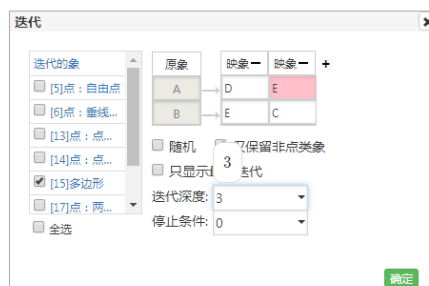 迭代
迭代的象
[5]点：自由点
[6]点：垂线...
[13]点：点...
[14]点：点...
[15]多边形
[17]点：两...
全选
原象 映象 映象 +
A D E
B E C
随机 保留非点类象
3
只显示 迭代
迭代深度: 3
停止条件: 0
确定